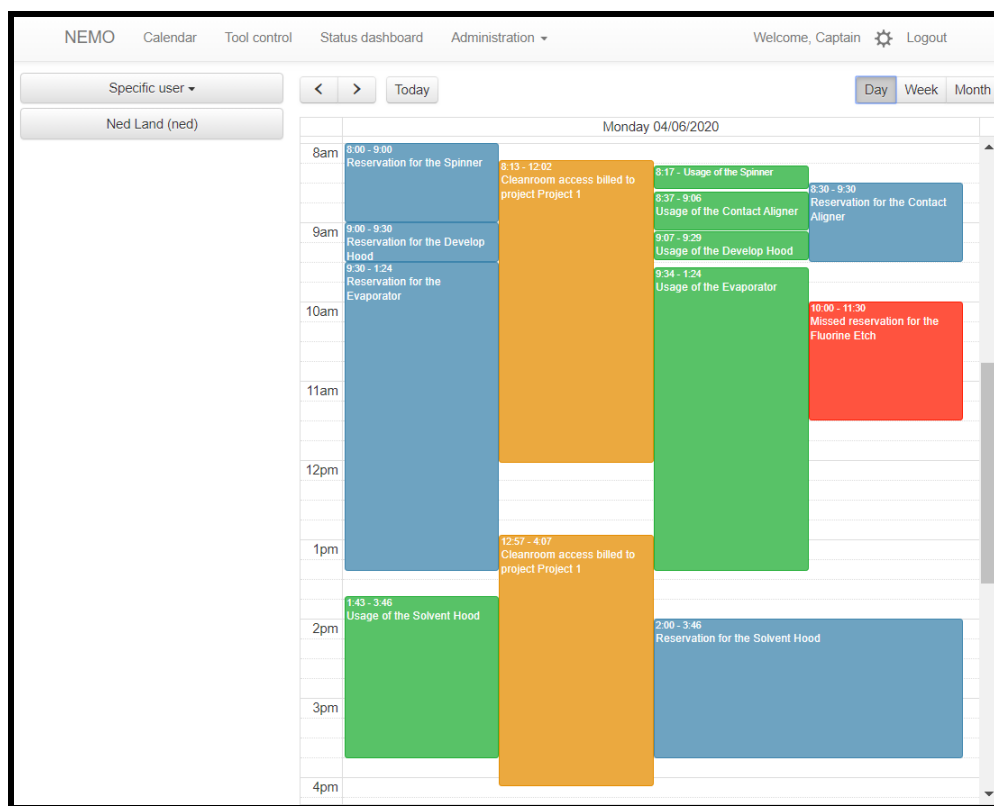 NEMO Calendar Tool control Status dashboard Administration Welcome, Captain Logout
Specific user
Ned Land (ned)
< > Today
Day Week Month
Monday 04/06/2020
8am
9am
10am
11am
12pm
1pm
2pm
3pm
4pm
8:00 - 9:00
Reservation for the Spinner
9:00 - 9:30
Reservation for the Develop
Hood
9:30 - 1:24
Reservation for the
Evaporator
1:43 - 3:46
Usage of the Solvent Hood
8:13 - 12:02
Cleanroom access billed to
project Project 1
12:57 - 4:07
Cleanroom access billed to
project Project 1
8:17 - Usage of the Spinner
8:37 - 9:06
Usage of the Contact Aligner
9:07 - 9:29
Usage of the Develop Hood
9:34 - 1:24
Usage of the Evaporator
8:30 - 9:30
Reservation for the Contact
Aligner
10:00 - 11:30
Missed reservation for the
Fluorine Etch
2:00 - 3:46
Reservation for the Solvent Hood